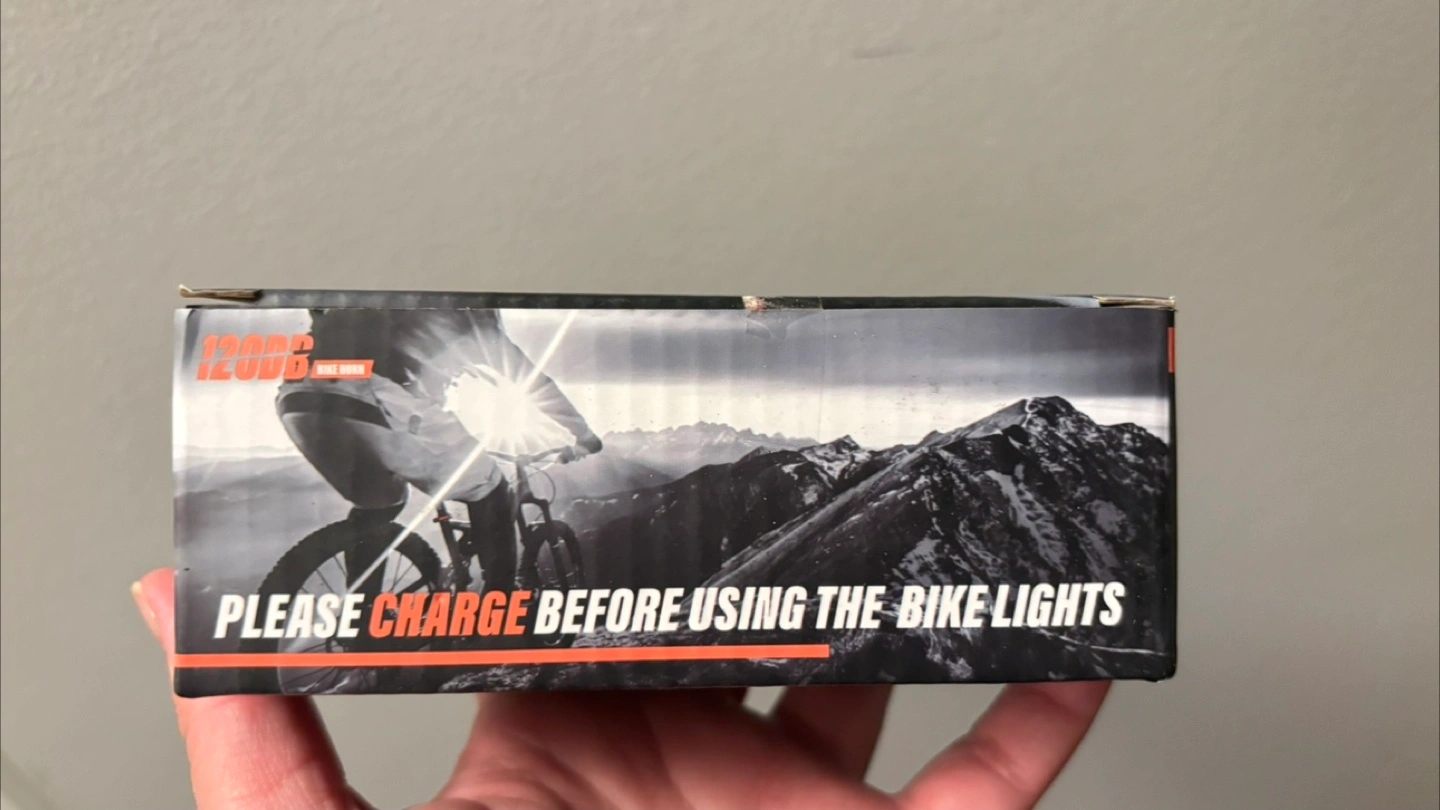 120DB
BIKE HORN
PLEASE CHARGE BEFORE USING THE BIKE LIGHTS